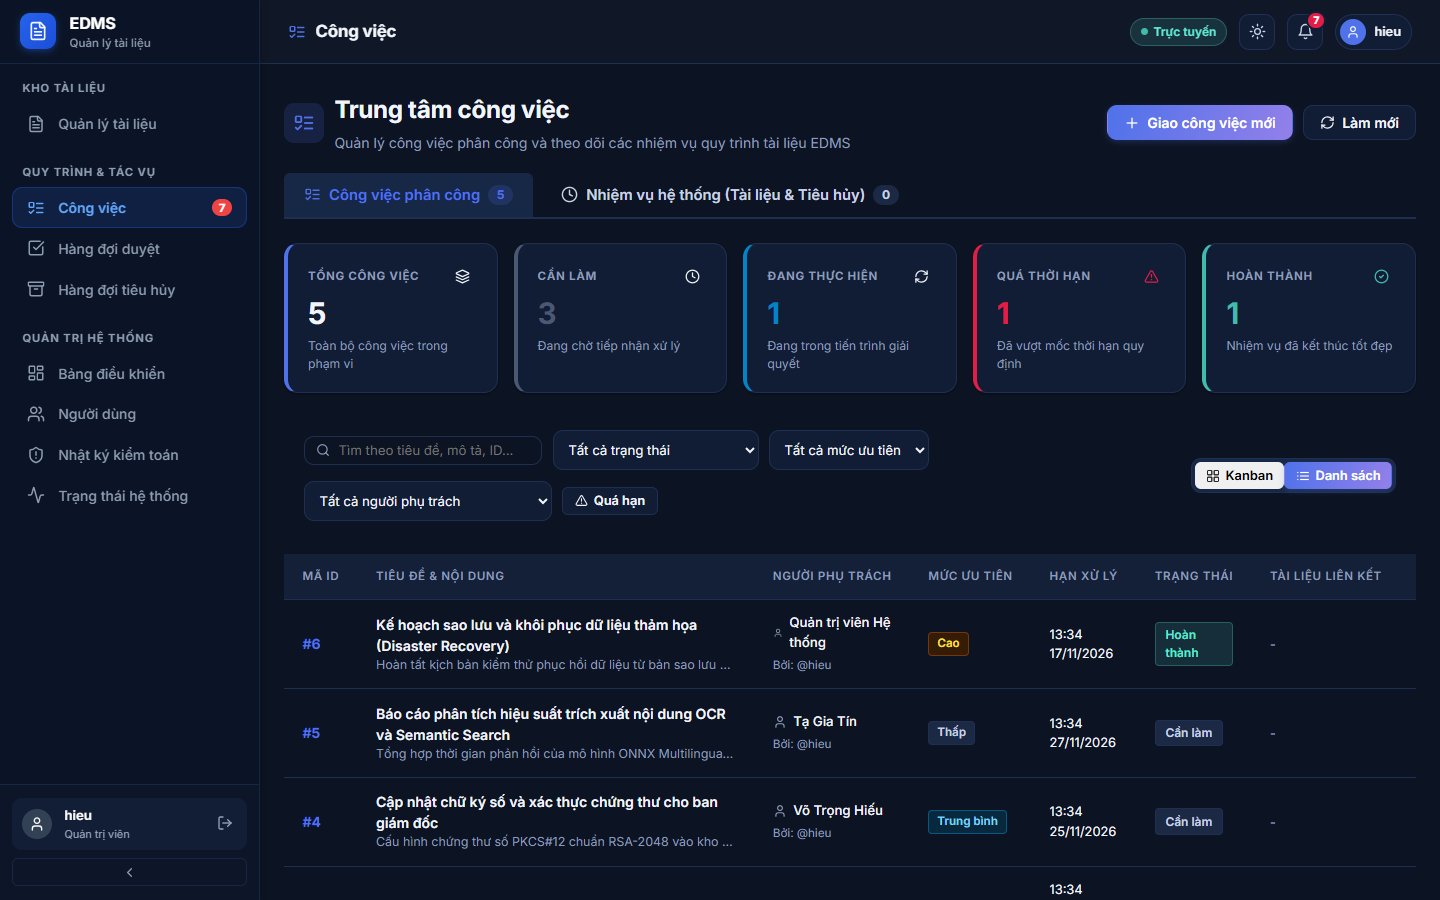 EDMS
Quản lý tài liệu
KHO TÀI LIỆU
Quản lý tài liệu
QUY TRÌNH & TÁC VỤ
Công việc 7
Hàng đợi duyệt
Hàng đợi tiêu hủy
QUẢN TRỊ HỆ THỐNG
Bảng điều khiển
Người dùng
Nhật ký kiểm toán
Trạng thái hệ thống
hieu
Quản trị viên
Công việc
Trực tuyến
7
hieu
Trung tâm công việc
Quản lý công việc phân công và theo dõi các nhiệm vụ quy trình tài liệu EDMS
Giao công việc mới
Làm mới
Công việc phân công 5
Nhiệm vụ hệ thống (Tài liệu & Tiêu hủy) 0
TỔNG CÔNG VIỆC
5
Toàn bộ công việc trong
phạm vi
CẦN LÀM
3
Đang chờ tiếp nhận xử lý
ĐANG THỰC HIỆN
1
Đang trong tiến trình giải
quyết
QUÁ THỜI HẠN
1
Đã vượt mốc thời hạn quy
định
HOÀN THÀNH
1
Nhiệm vụ đã kết thúc tốt đẹp
Tìm theo tiêu đề, mô tả, ID...
Tất cả trạng thái
Tất cả mức ưu tiên
Tất cả người phụ trách
Quá hạn
Kanban
Danh sách
MÃ ID
TIÊU ĐỀ & NỘI DUNG
NGƯỜI PHỤ TRÁCH
MỨC ƯU TIÊN
HẠN XỬ LÝ
TRẠNG THÁI
TÀI LIỆU LIÊN KẾT
#6
Kế hoạch sao lưu và khôi phục dữ liệu thảm họa
(Disaster Recovery)
Hoàn tất kịch bản kiểm thử phục hồi dữ liệu từ bản sao lưu ...
Quản trị viên Hệ
thống
Bởi: @hieu
Cao
13:34
17/11/2026
Hoàn
thành
-
#5
Báo cáo phân tích hiệu suất trích xuất nội dung OCR
và Semantic Search
Tổng hợp thời gian phản hồi của mô hình ONNX Multilingua...
Tạ Gia Tín
Bởi: @hieu
Thấp
13:34
27/11/2026
Cần làm
-
#4
Cập nhật chữ ký số và xác thực chứng thư cho ban
giám đốc
Cấu hình chứng thư số PKCS#12 chuẩn RSA-2048 vào kho ...
Võ Trọng Hiếu
Bởi: @hieu
Trung bình
13:34
25/11/2026
Cần làm
-
13:34